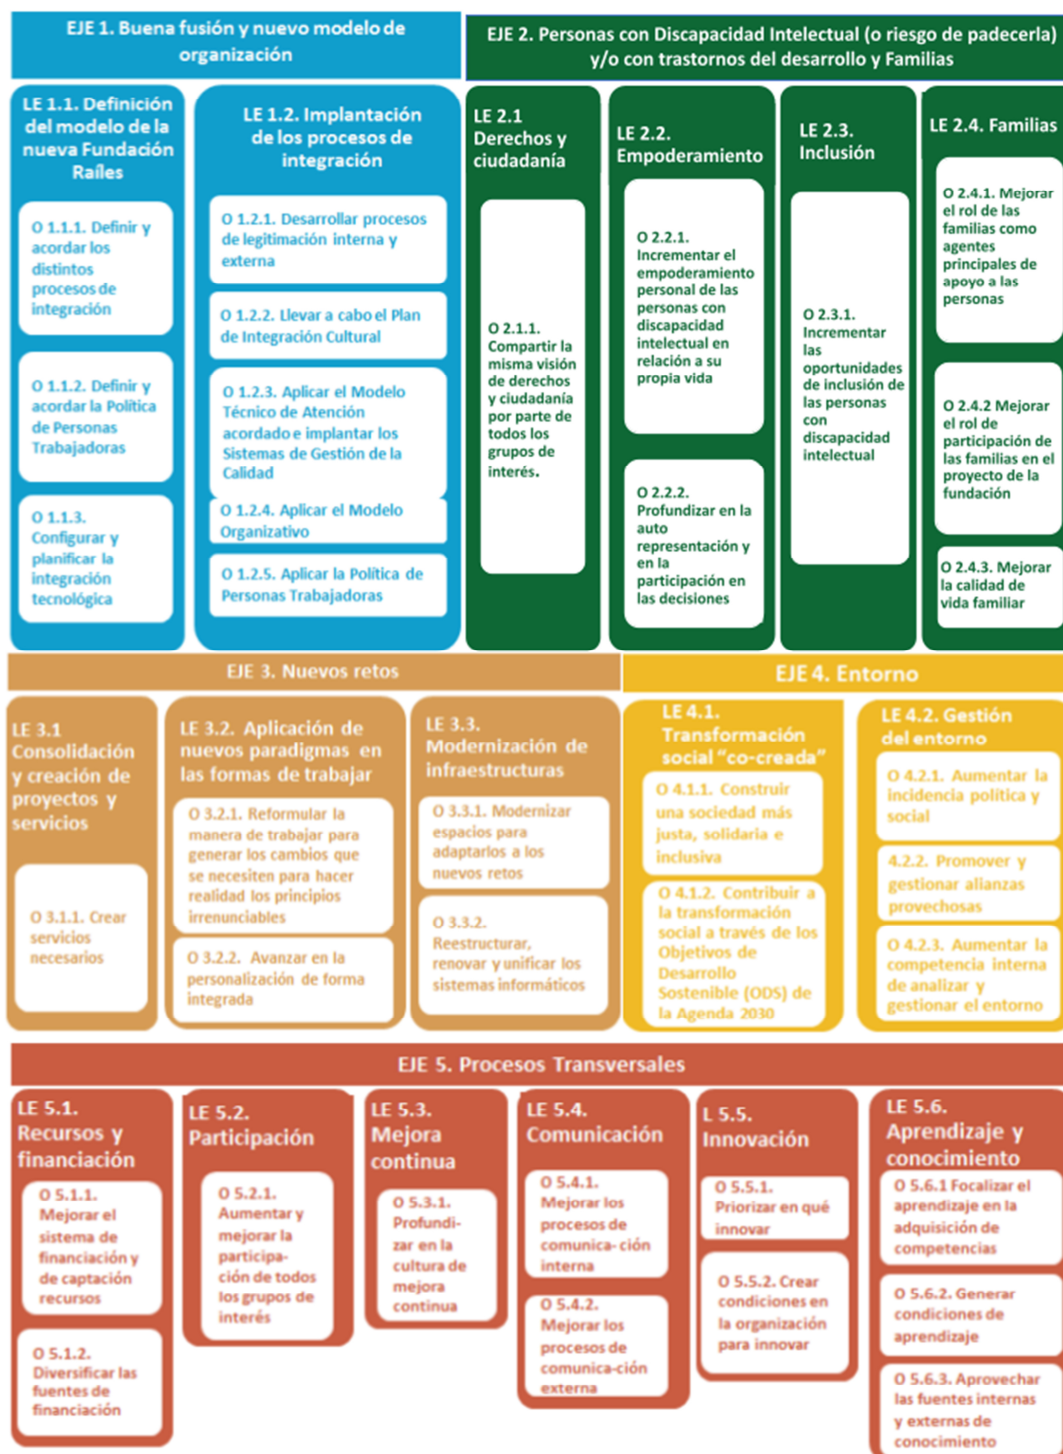 EJE 1. Buena fusión y nuevo modelo de
organización
LE 1.1. Definición
del modelo de la
nueva Fundación
Raíles
O 1.1.1. Definir y
acordar los
distintos
procesos de
integración
O 1.1.2. Definir y
acordar la Política
de Personas
Trabajadoras
O 1.1.3.
Configurar y
planificar la
integración
tecnológica
LE 1.2. Implantación
de los procesos de
integración
O 1.2.1. Desarrollar procesos
de legitimación interna y
externa
O 1.2.2. Llevar a cabo el Plan
de Integración Cultural
O 1.2.3. Aplicar el Modelo
Técnico de Atención
acordado e implantar los
Sistemas de Gestión de la
Calidad
O 1.2.4. Aplicar el Modelo
Organizativo
O 1.2.5. Aplicar la Política de
Personas Trabajadoras
EJE 2. Personas con Discapacidad Intelectual (o riesgo de padecerla)
y/o con trastornos del desarrollo y Familias
LE 2.1
Derechos y
ciudadanía
O 2.1.1.
Compartir la
misma visión
de derechos
y ciudadanía
por parte de
todos los
grupos de
interés.
LE 2.2.
Empoderamiento
O 2.2.1.
Incrementar el
empoderamiento
personal de las
personas con
discapacidad
intelectual en
relación a su
propia vida
O 2.2.2.
Profundizar en la
auto
representación y
en la
participación en
las decisiones
LE 2.3.
Inclusión
O 2.3.1.
Incrementar
las
oportunidades
de inclusión de
las personas
con
discapacidad
intelectual
LE 2.4. Familias
O 2.4.1. Mejorar
el rol de las
familias como
agentes
principales de
apoyo a las
personas
O 2.4.2 Mejorar
el rol de
participación de
las familias en el
proyecto de la
fundación
O 2.4.3. Mejorar
la calidad de
vida familiar
EJE 3. Nuevos retos
LE 3.1
Consolidación
y creación de
proyectos y
servicios
O 3.1.1. Crear
servicios
necesarios
LE 3.2. Aplicación de
nuevos paradigmas en
las formas de trabajar
O 3.2.1. Reformular la
manera de trabajar para
generar los cambios que
se necesiten para hacer
realidad los principios
irrenunciables
O 3.2.2. Avanzar en la
personalización de forma
integrada
LE 3.3.
Modernización de
infraestructuras
O 3.3.1. Modernizar
espacios para
adaptarlos a los
nuevos retos
O 3.3.2.
Reestructurar,
renovar y unificar los
sistemas informáticos
EJE 4. Entorno
LE 4.1.
Transformación
social “co-creada”
O 4.1.1. Construir
una sociedad más
justa, solidaria e
inclusiva
O 4.1.2. Contribuir a
la transformación
social a través de los
Objetivos de
Desarrollo
Sostenible (ODS) de
la Agenda 2030
LE 4.2. Gestión
del entorno
O 4.2.1. Aumentar la
incidencia política y
social
4.2.2. Promover y
gestionar alianzas
provechosas
O 4.2.3. Aumentar la
competencia interna
de analizar y
gestionar el entorno
EJE 5. Procesos Transversales
LE 5.1.
Recursos y
financiación
O 5.1.1.
Mejorar el
sistema de
financiación y
de captación
recursos
O 5.1.2.
Diversificar las
fuentes de
financiación
LE 5.2.
Participación
O 5.2.1.
Aumentar y
mejorar la
participa-
ción de todos
los grupos de
interés
LE 5.3.
Mejora
continua
O 5.3.1.
Profundi-
zar en la
cultura de
mejora
continua
LE 5.4.
Comunicación
O 5.4.1.
Mejorar los
procesos de
comunica- ción
interna
O 5.4.2.
Mejorar los
procesos de
comunica-ción
externa
L 5.5.
Innovación
O 5.5.1.
Priorizar en qué
innovar
O 5.5.2. Crear
condiciones en
la organización
para innovar
LE 5.6.
Aprendizaje y
conocimiento
O 5.6.1 Focalizar el
aprendizaje en la
adquisición de
competencias
O 5.6.2. Generar
condiciones de
aprendizaje
O 5.6.3. Aprovechar
las fuentes internas
y externas de
conocimiento